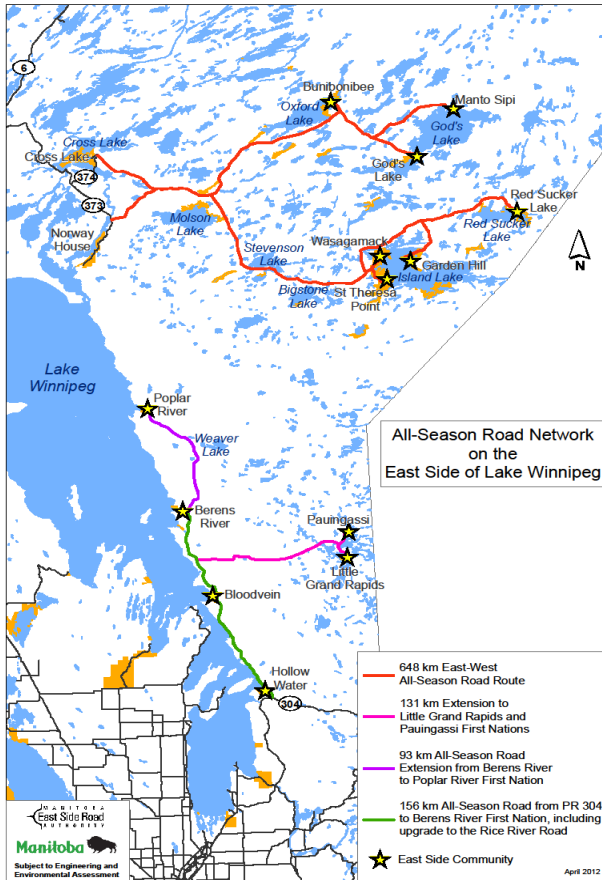 6
Bunibonibee
Oxford
Lake
Manto Sipi
God's
Lake
Cross Lake
Cross Lake
374
God's
Lake
373
Molson
Lake
Red Sucker
Lake
Norway
House
Wasagamack
Red Sucker
Lake
Stevenson
Lake
Garden Hill
Island Lake
Bigstone
Lake
St Theresa
Point
N
Lake
Winnipeg
Poplar
River
Weaver
Lake
All-Season Road Network
on the
East Side of Lake Winnipeg
Berens
River
Pauingassi
Little
Grand Rapids
Bloodvein
Hollow
Water
304
648 km East-West
All-Season Road Route
131 km Extension to
Little Grand Rapids and
Pauingassi First Nations
93 km All-Season Road
Extension from Berens River
to Poplar River First Nation
156 km All-Season Road from PR 304
to Berens River First Nation, including
upgrade to the Rice River Road
East Side Community
MANITOBA
East Side Road
AUTHORITY
Manitoba
Subject to Engineering and
Environmental Assessment
April 2012